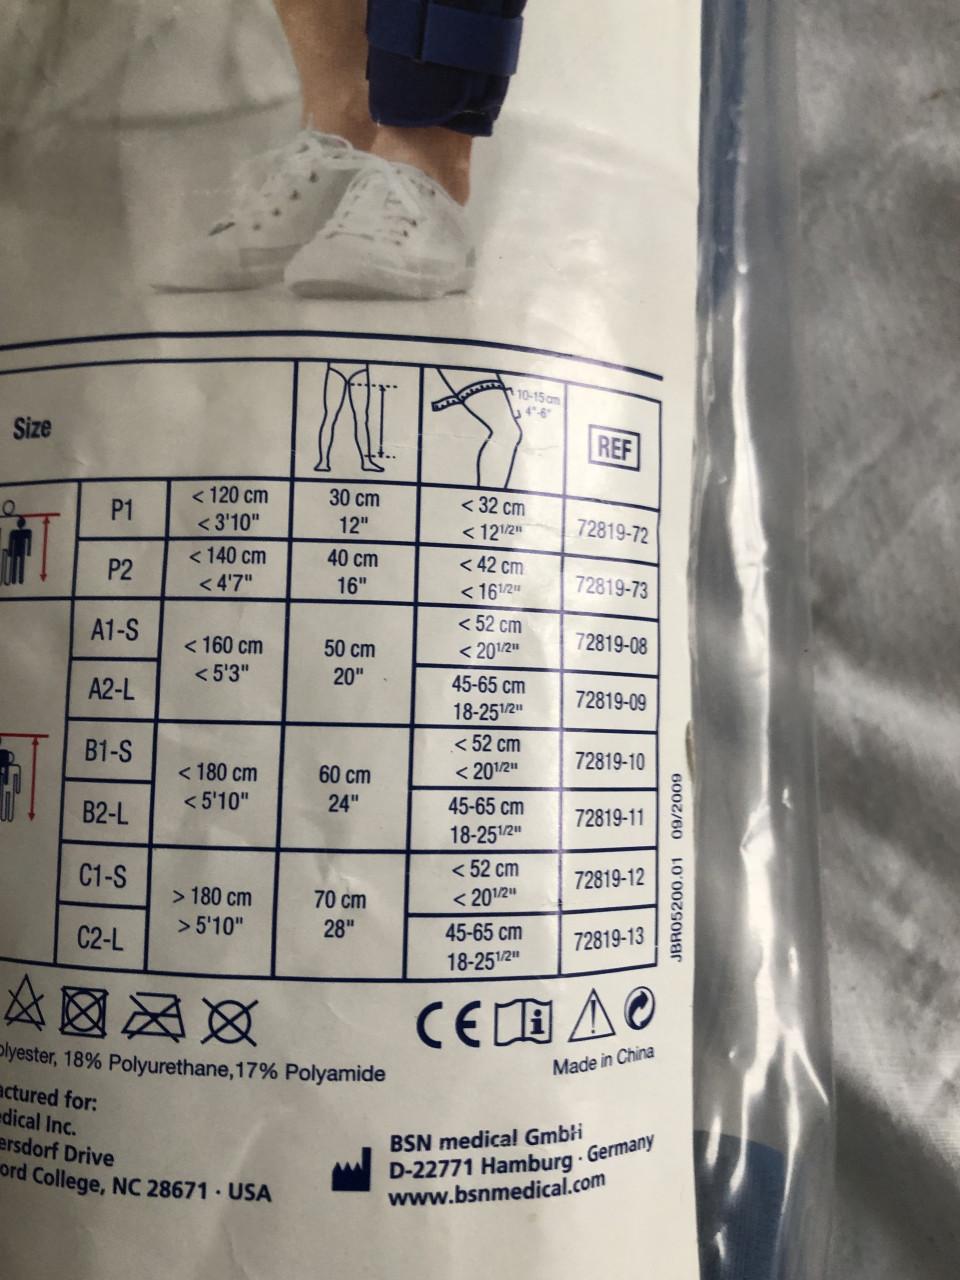 Size
10-15cm
4"-6"
REF
P1
< 120 cm
< 3'10"
30 cm
12"
< 32 cm
< 12 1/2"
72819-72
P2
< 140 cm
< 4'7"
40 cm
16"
< 42 cm
< 16 1/2"
72819-73
A1-S
< 160 cm
< 5'3"
50 cm
20"
< 52 cm
< 20 1/2"
72819-08
A2-L
45-65 cm
18-25 1/2"
72819-09
B1-S
< 180 cm
< 5'10"
60 cm
24"
< 52 cm
< 20 1/2"
72819-10
B2-L
45-65 cm
18-25 1/2"
72819-11
C1-S
> 180 cm
> 5'10"
70 cm
28"
< 52 cm
< 20 1/2"
72819-12
C2-L
45-65 cm
18-25 1/2"
72819-13
JBR05200.01 09/2009
CE
i
olyester, 18% Polyurethane,17% Polyamide
Made in China
actured for:
edical Inc.
ersdorf Drive
ord College, NC 28671 · USA
BSN medical GmbH
D-22771 Hamburg · Germany
www.bsnmedical.com